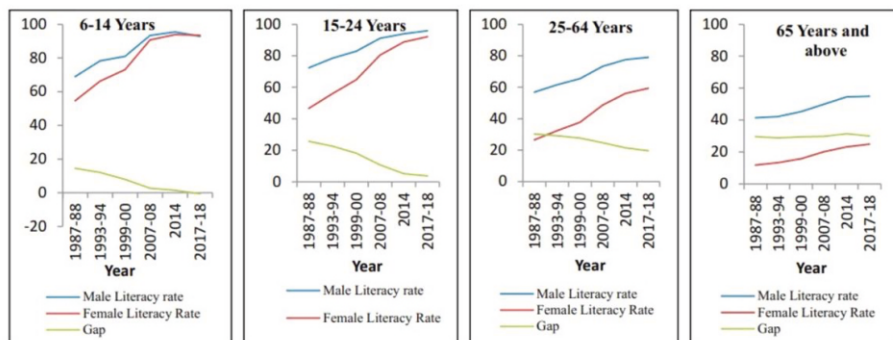 6-14 Years
100
80
60
40
20
0
-20
1987-88
1993-94
1999-00
2007-08
2014
2017-18
Year
Male Literacy rate
Female Literacy Rate
Gap
15-24 Years
100
80
60
40
20
0
1987-88
1993-94
1999-00
2007-08
2014
2017-18
Year
Male Literacy rate
Female Literacy Rate
25-64 Years
100
80
60
40
20
0
1987-88
1993-94
1999-00
2007-08
2014
2017-18
Year
Male Literacy rate
Female Literacy Rate
Gap
65 Years and
above
100
80
60
40
20
0
1987-88
1993-94
1999-00
2007-08
2014
2017-18
Year
Male Literacy rate
Female Literacy Rate
Gap